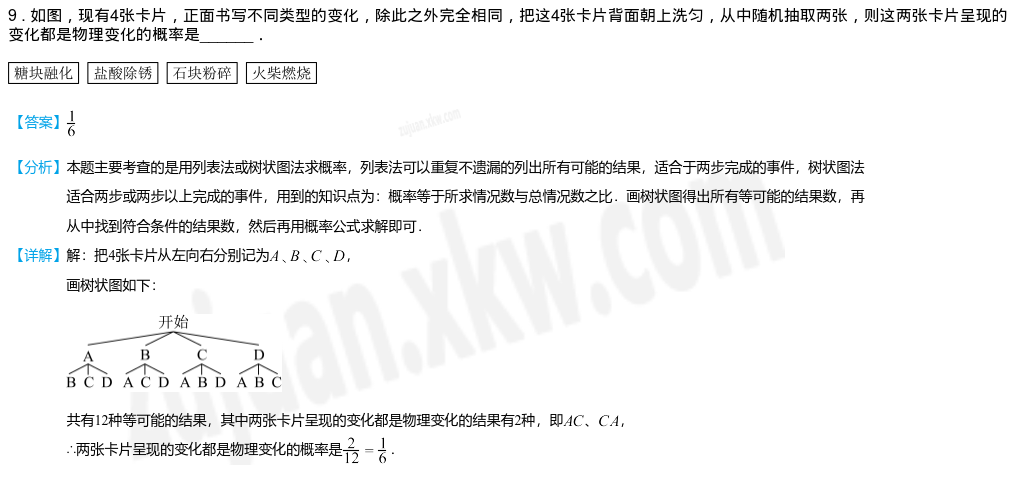 9．如图，现有4张卡片，正面书写不同类型的变化，除此之外完全相同，把这4张卡片背面朝上洗匀，从中随机抽取两张，则这两张卡片呈现的
变化都是物理变化的概率是______．
糖块融化 盐酸除锈 石块粉碎 火柴燃烧
【答案】1/6
【分析】本题主要考查的是用列表法或树状图法求概率，列表法可以重复不遗漏的列出所有可能的结果，适合于两步完成的事件，树状图法
适合两步或两步以上完成的事件，用到的知识点为：概率等于所求情况数与总情况数之比．画树状图得出所有等可能的结果数，再
从中找到符合条件的结果数，然后再用概率公式求解即可．
【详解】解：把4张卡片从左向右分别记为A、B、C、D，
画树状图如下：
开始
A B C D
B C D A C D A B D A B C
共有12种等可能的结果，其中两张卡片呈现的变化都是物理变化的结果有2种，即AC、CA，
∴两张卡片呈现的变化都是物理变化的概率是2/12＝1/6．
zujuan.xkw.com
zujuan.xkw.com